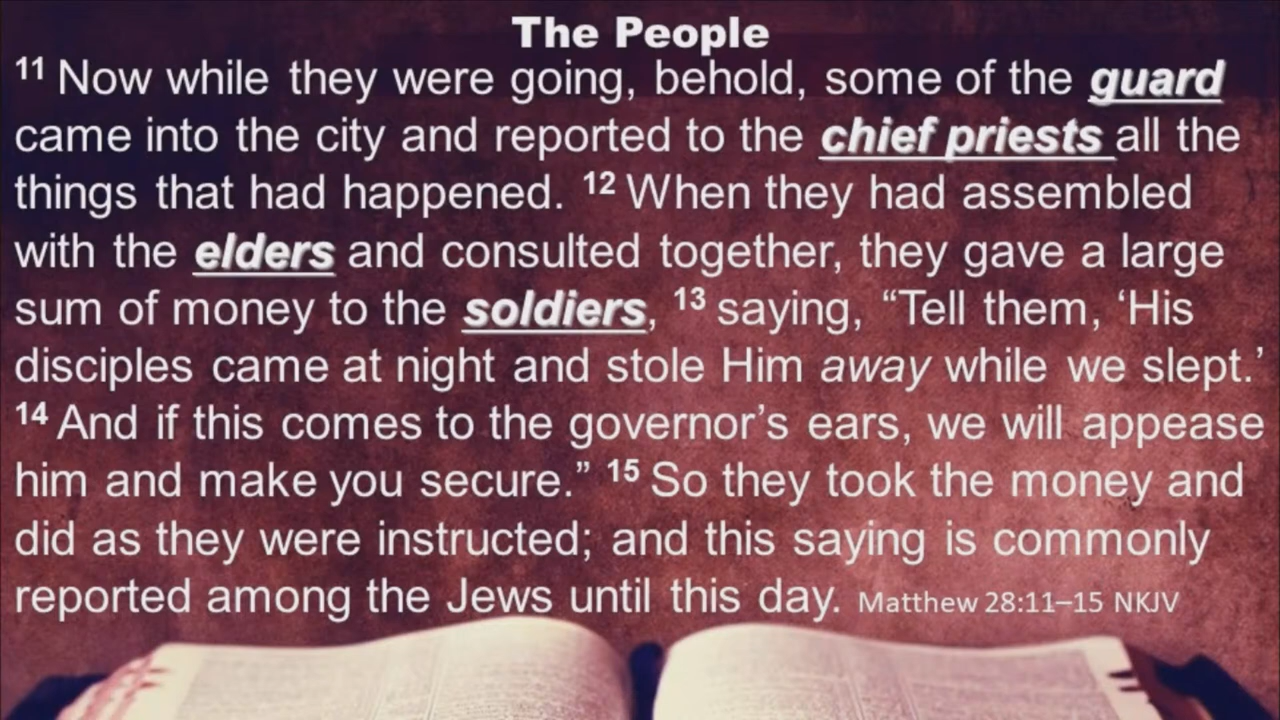 The People
11 Now while they were going, behold, some of the guard
came into the city and reported to the chief priests all the
things that had happened. 12 When they had assembled
with the elders and consulted together, they gave a large
sum of money to the soldiers, 13 saying, “Tell them, ‘His
disciples came at night and stole Him away while we slept.’
14 And if this comes to the governor’s ears, we will appease
him and make you secure.” 15 So they took the money and
did as they were instructed; and this saying is commonly
reported among the Jews until this day. Matthew 28:11–15 NKJV